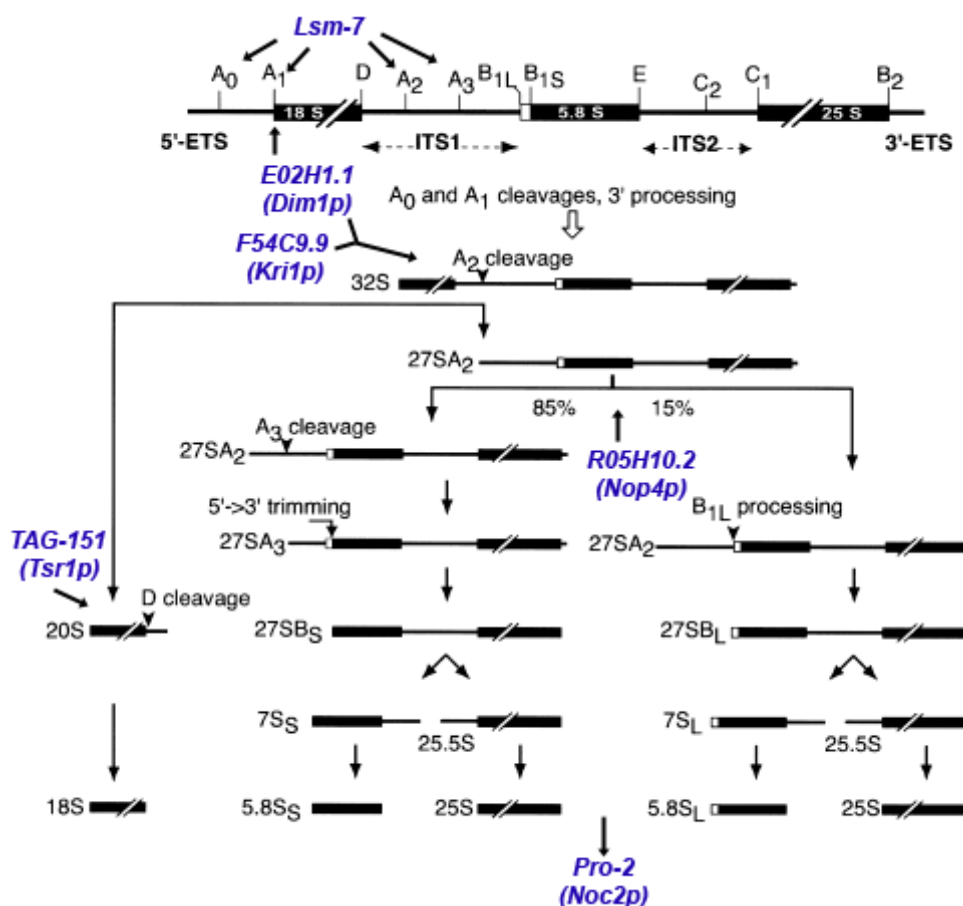 Lsm-7
A0 A1 D A2 A3 B1L B1S E C2 C1 B2
18 S 5.8 S 25 S
5'-ETS ITS1 ITS2 3'-ETS
E02H1.1
(Dim1p)
A0 and A1 cleavages, 3' processing
F54C9.9
(Kri1p)
A2 cleavage
32S
27SA2
85% 15%
A3 cleavage
27SA2
R05H10.2
(Nop4p)
5'->3' trimming
B1L processing
27SA3
27SA2
TAG-151
(Tsr1p)
D cleavage
20S
27SBS
27SBL
7SS
25.5S
7SL
25.5S
18S
5.8SS
25S
5.8SL
25S
Pro-2
(Noc2p)